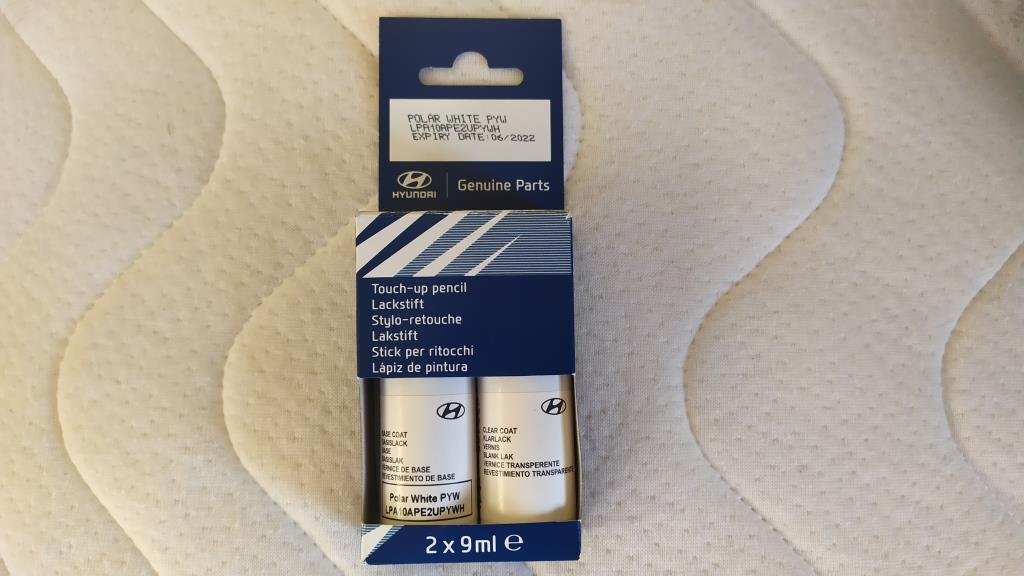 POLAR WHITE PYW
LPA10APE2UPYWH
EXPIRY DATE:06/2022
HYUNDAI
Genuine Parts
Touch-up pencil
Lackstift
Stylo-retouche
Lakstift
Stick per ritocchi
Lápiz de pintura
BASE COAT
BASISLACK
BASE
BASISLAK
VERNICE DE BASE
REVESTIMIENTO DE BASE
Polar White PYW
LPA10APE2UPYWH
CLEAR COAT
KLARLACK
VERNIS
BLANK LAK
VERNICE TRANSPERENTE
REVESTIMIENTO TRANSPARENTE
2 x 9ml ℮